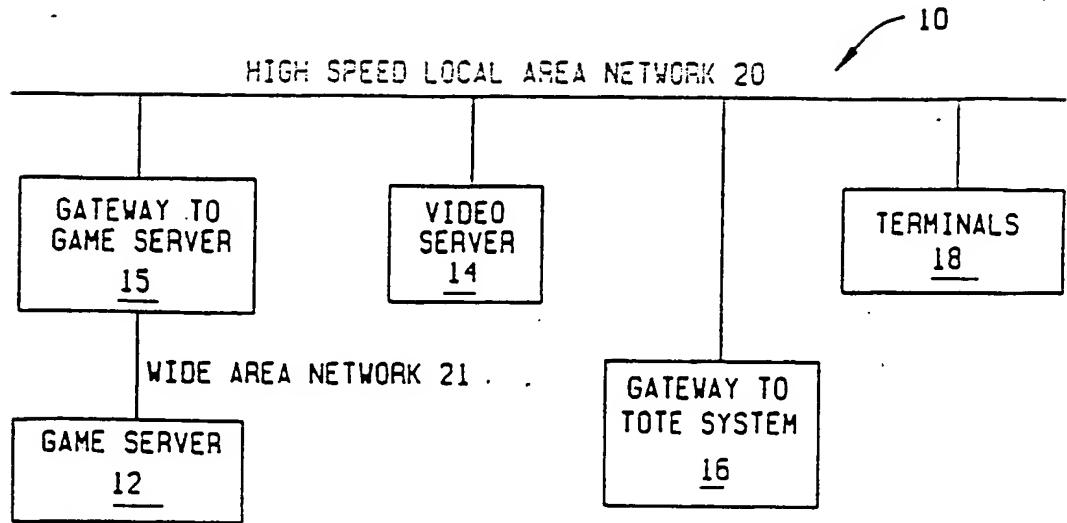 10
HIGH SPEED LOCAL AREA NETWORK 20
GATEWAY TO
GAME SERVER
15
VIDEO
SERVER
14
TERMINALS
18
WIDE AREA NETWORK 21
GATEWAY TO
TOTE SYSTEM
16
GAME SERVER
12